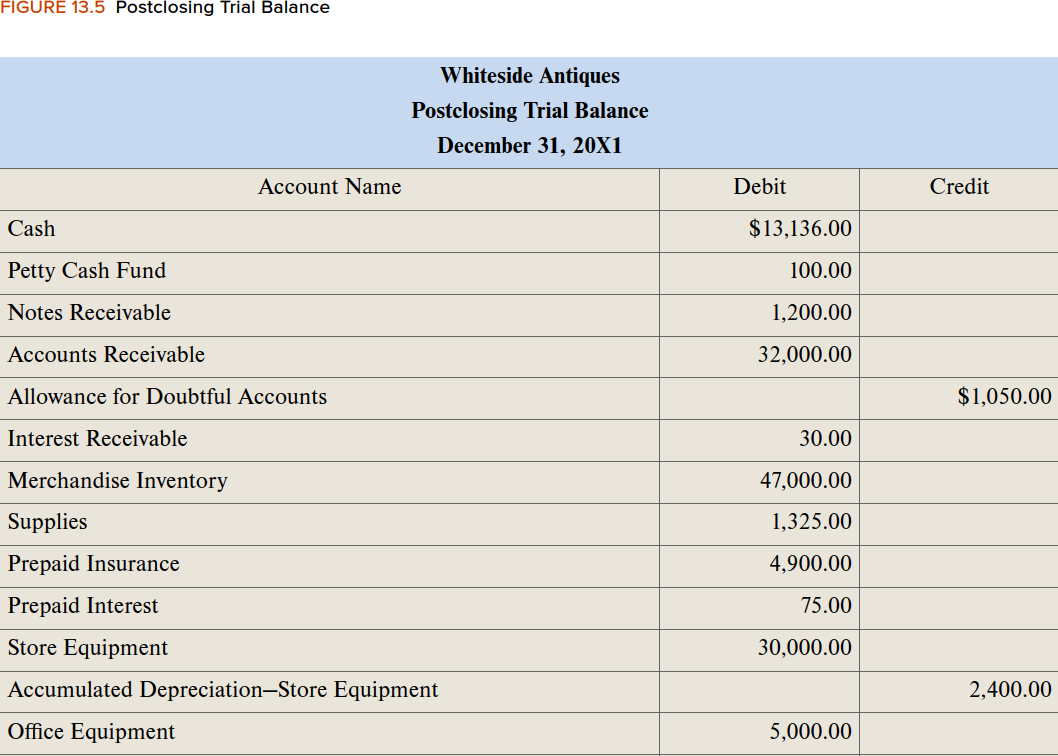 FIGURE 13.5 Postclosing Trial Balance
Whiteside Antiques
Postclosing Trial Balance
December 31, 20X1
Account Name Debit Credit
Cash $13,136.00
Petty Cash Fund 100.00
Notes Receivable 1,200.00
Accounts Receivable 32,000.00
Allowance for Doubtful Accounts $1,050.00
Interest Receivable 30.00
Merchandise Inventory 47,000.00
Supplies 1,325.00
Prepaid Insurance 4,900.00
Prepaid Interest 75.00
Store Equipment 30,000.00
Accumulated Depreciation–Store Equipment 2,400.00
Office Equipment 5,000.00